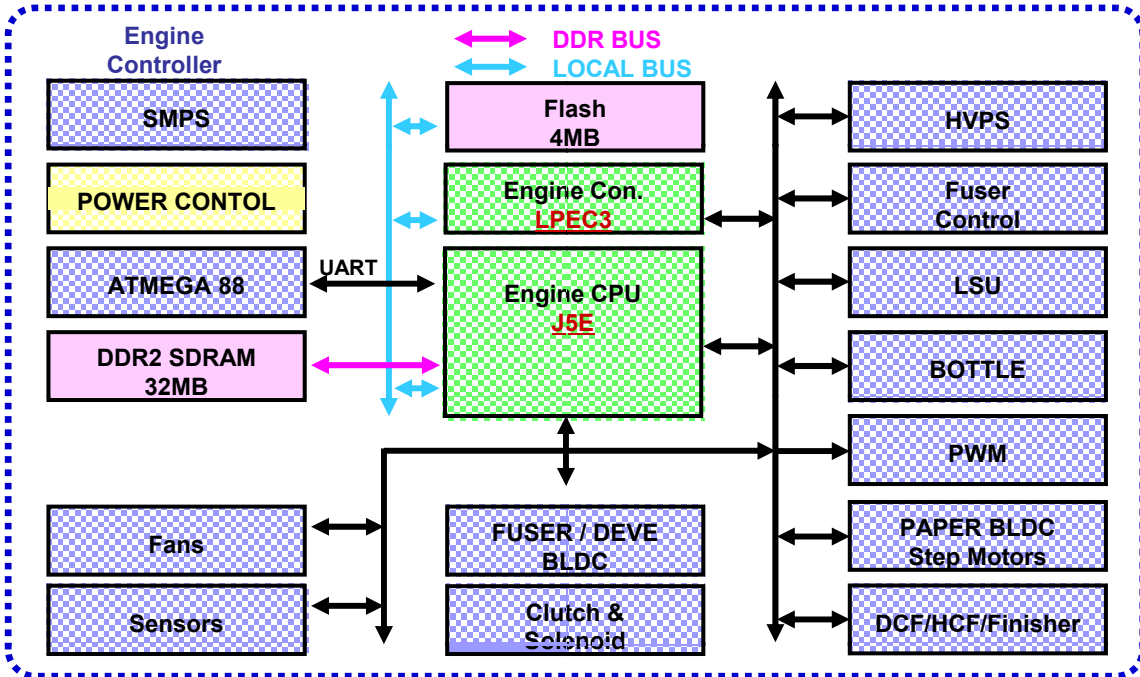 Engine
Controller
DDR BUS
LOCAL BUS
SMPS
POWER CONTOL
ATMEGA 88
DDR2 SDRAM
32MB
UART
Flash
4MB
Engine Con.
LPEC3
Engine CPU
J5E
HVPS
Fuser
Control
LSU
BOTTLE
PWM
PAPER BLDC
Step Motors
DCF/HCF/Finisher
Fans
Sensors
FUSER / DEVE
BLDC
Clutch &
Solenoid